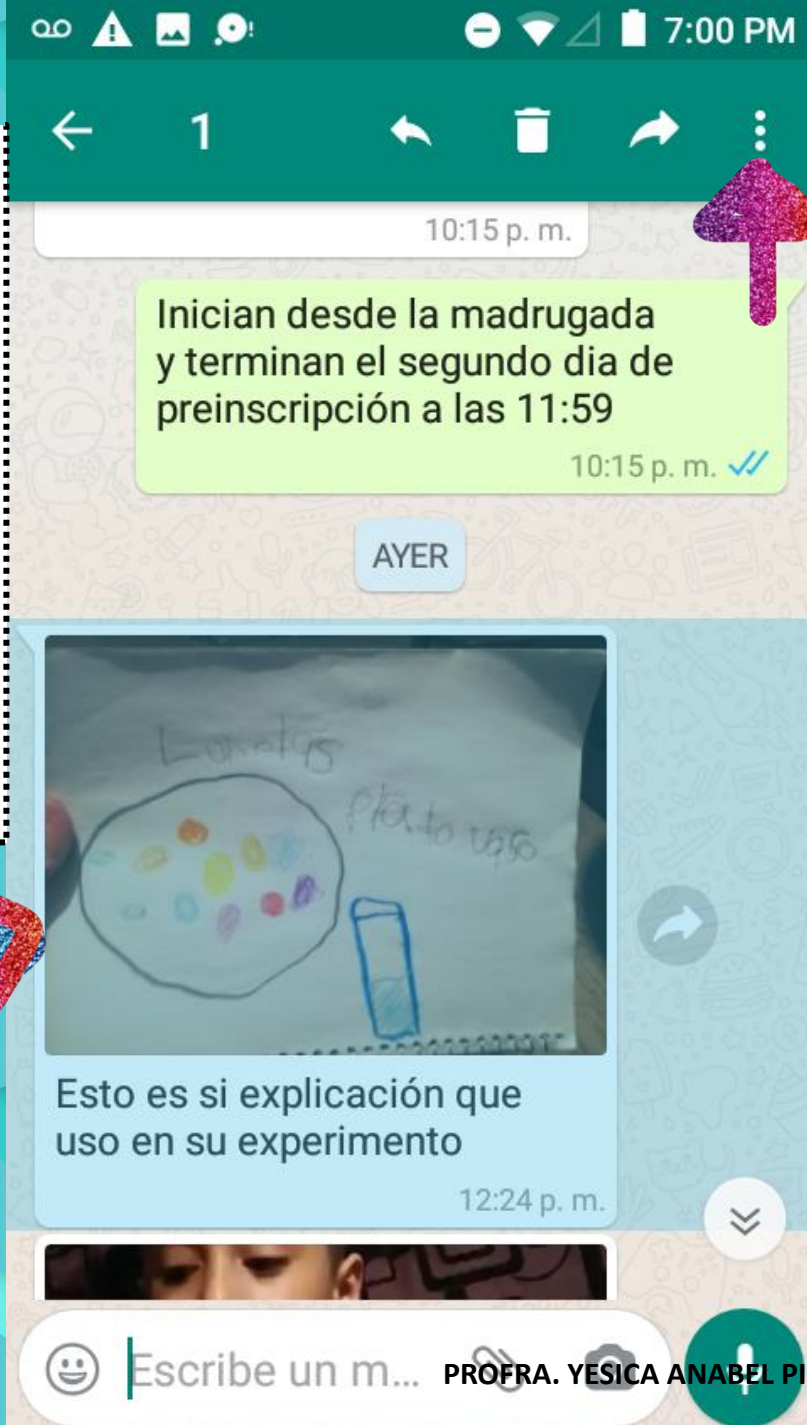 7:00 PM
1
10:15 p. m.
Inician desde la madrugada
y terminan el segundo dia de
preinscripción a las 11:59
10:15 p. m.
AYER
Lunetas
plato vaso
Esto es si explicación que
uso en su experimento
12:24 p. m.
Escribe un m...
PROFRA. YESICA ANABEL PI